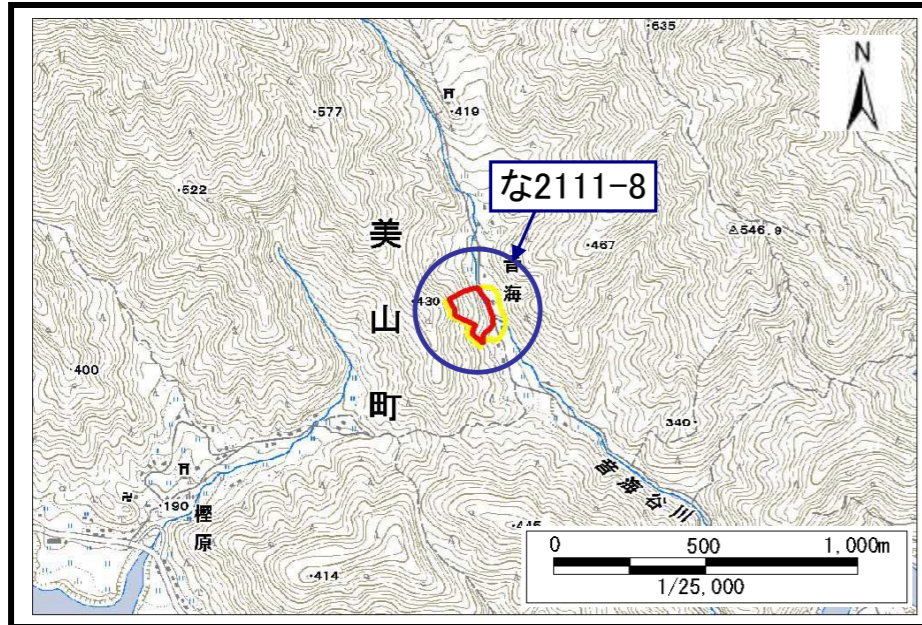 ・635
N
・577
・419
な2111-8
・522
△546.9
・467
美山町
音海
・430
・400
340・
音海谷川
・190
樫原
・445
・414
0 500 1,000m
1/25,000